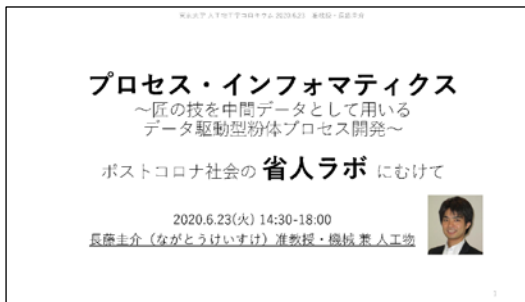 プロセス・インフォマティクス
～匠の技を中間データとして用いる
データ駆動型粉体プロセス開発～
ポストコロナ社会の 省人ラボ にむけて
2020.6.23(火) 14:30-18:00
長藤圭介（ながとうけいすけ）准教授・機械 兼 人工物